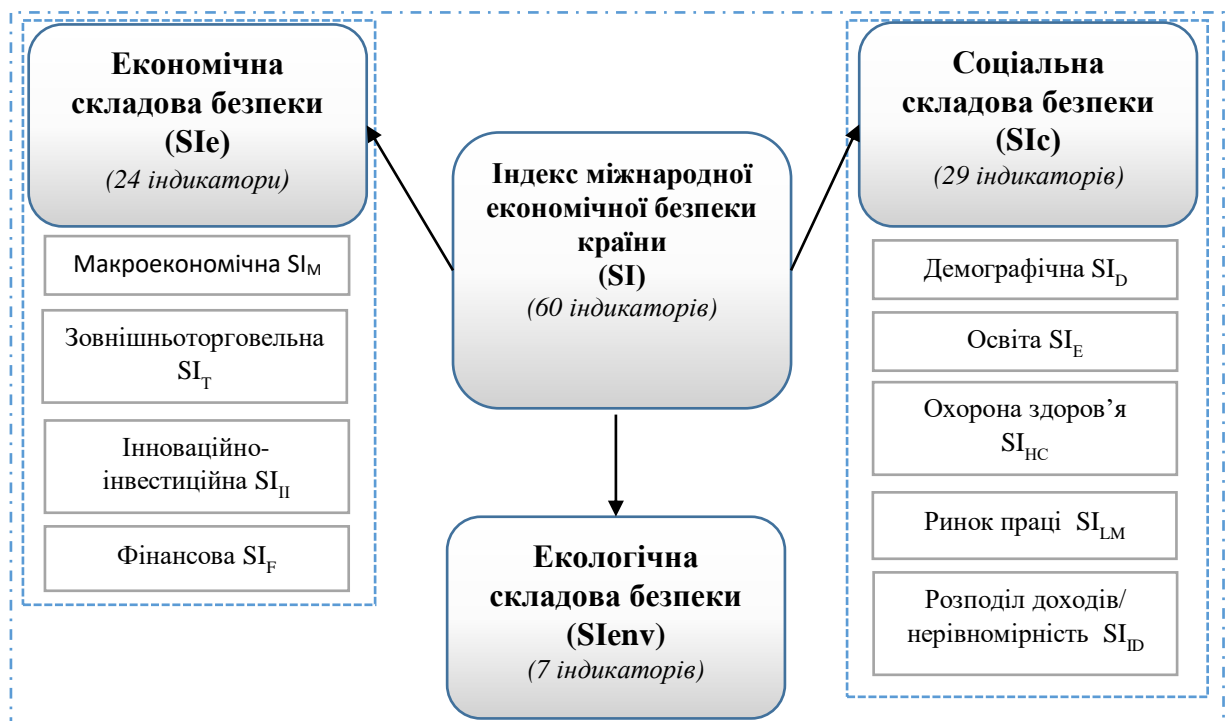 Економічна
складова безпеки
(SIe)
(24 індикатори)
Макроекономічна SIM
Зовнішньоторговельна
SIT
Інноваційно-
інвестиційна SIII
Фінансова SIF
Індекс міжнародної
економічної безпеки
країни
(SI)
(60 індикаторів)
Екологічна
складова безпеки
(SIenv)
(7 індикаторів)
Соціальна
складова безпеки
(SIc)
(29 індикаторів)
Демографічна SID
Освіта SIE
Охорона здоров’я
SIHC
Ринок праці SILM
Розподіл доходів/
нерівномірність SIID